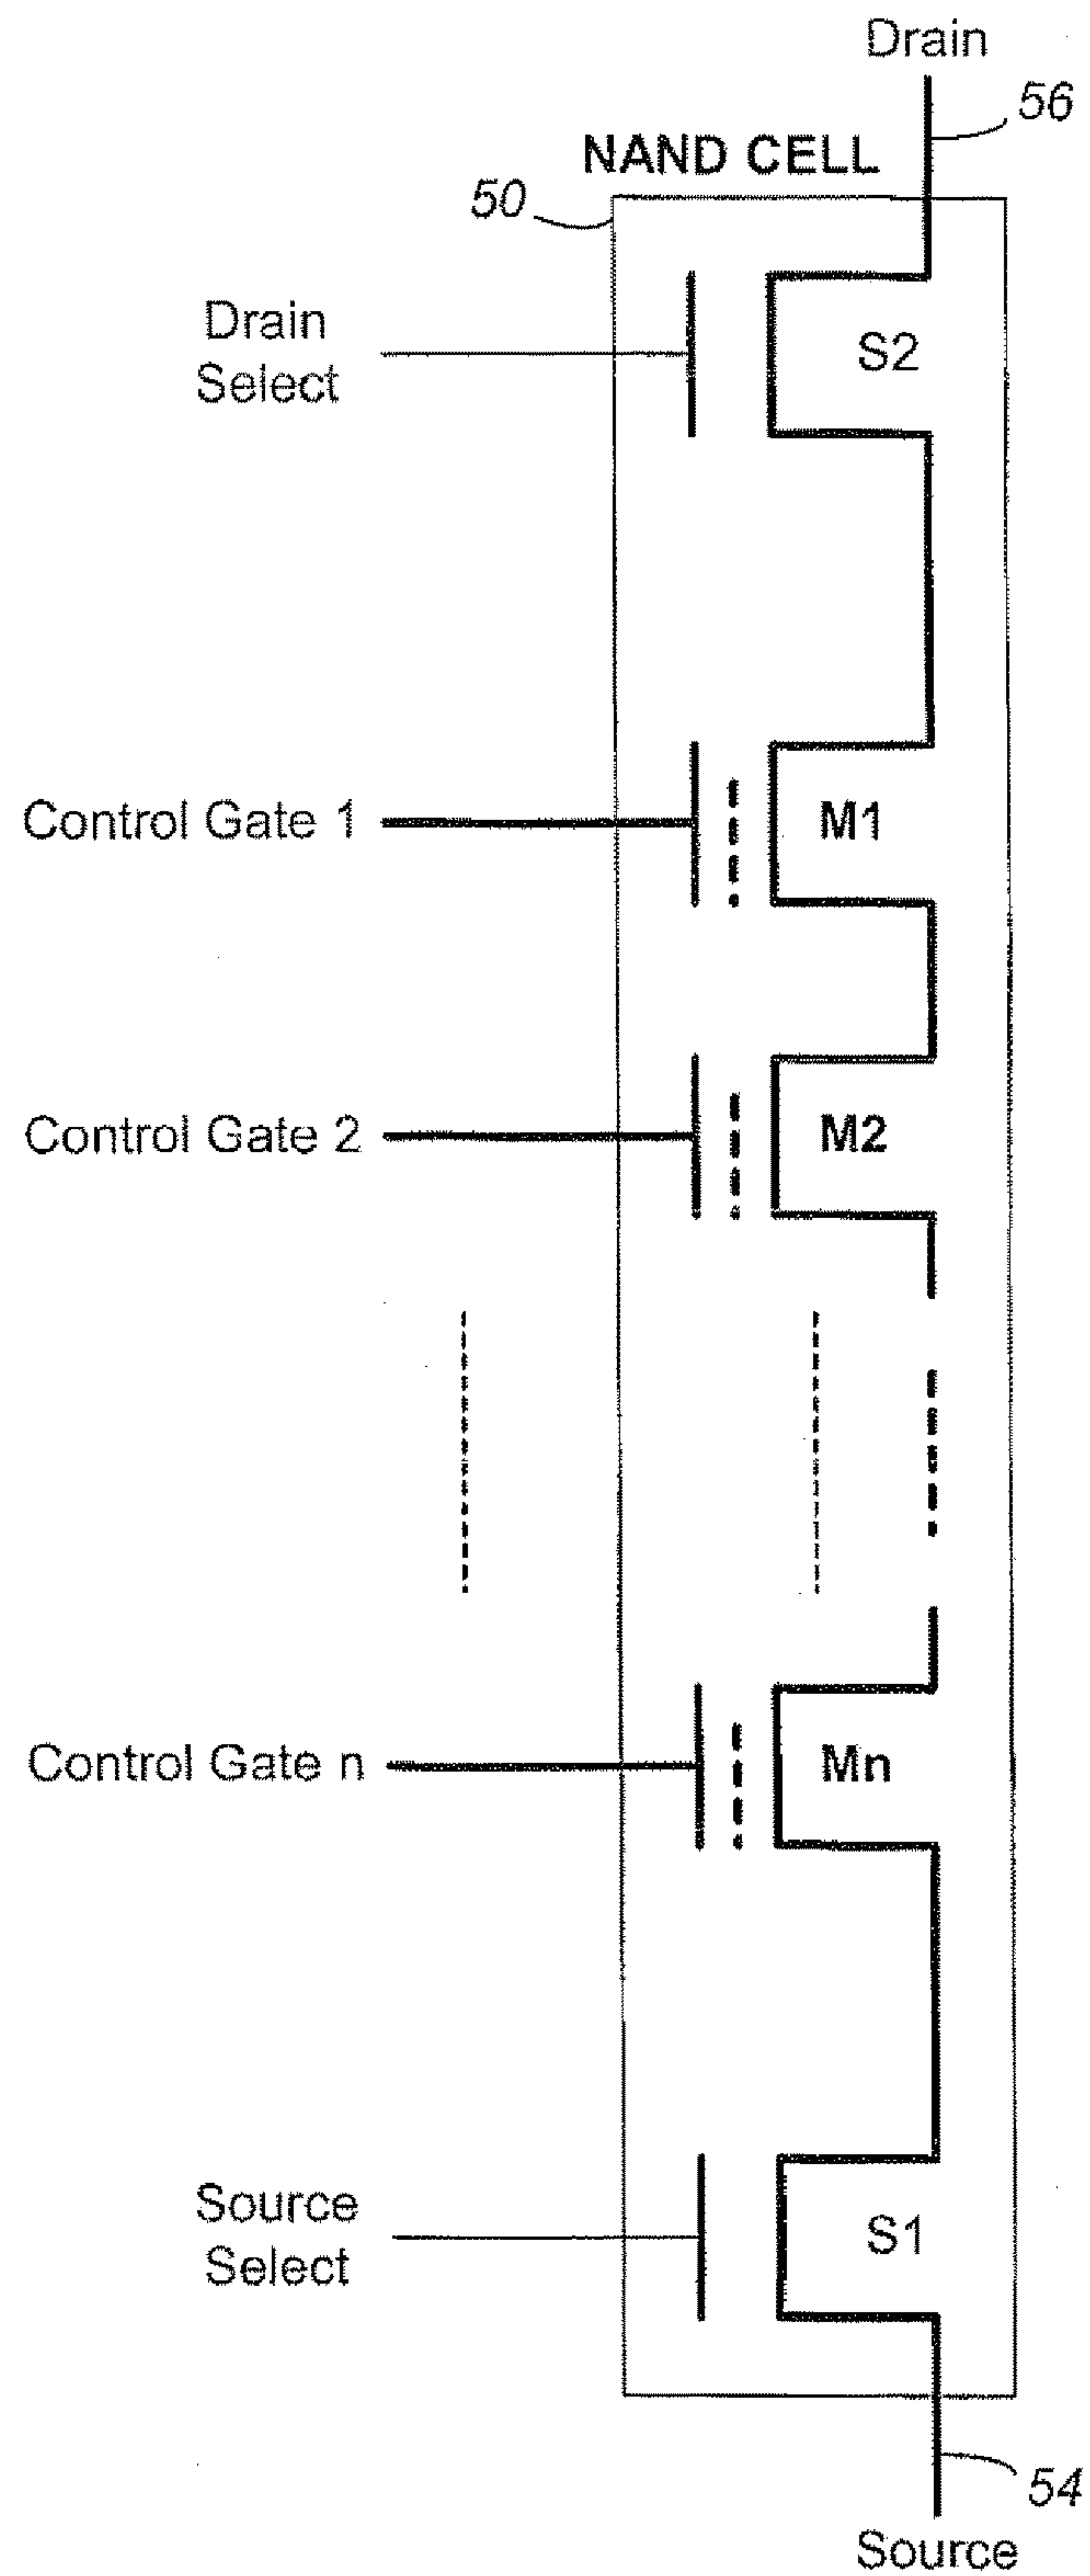 Drain
56
NAND CELL
50
Drain
Select
S2
Control Gate 1
M1
Control Gate 2
M2
Control Gate n
Mn
Source
Select
S1
54
Source